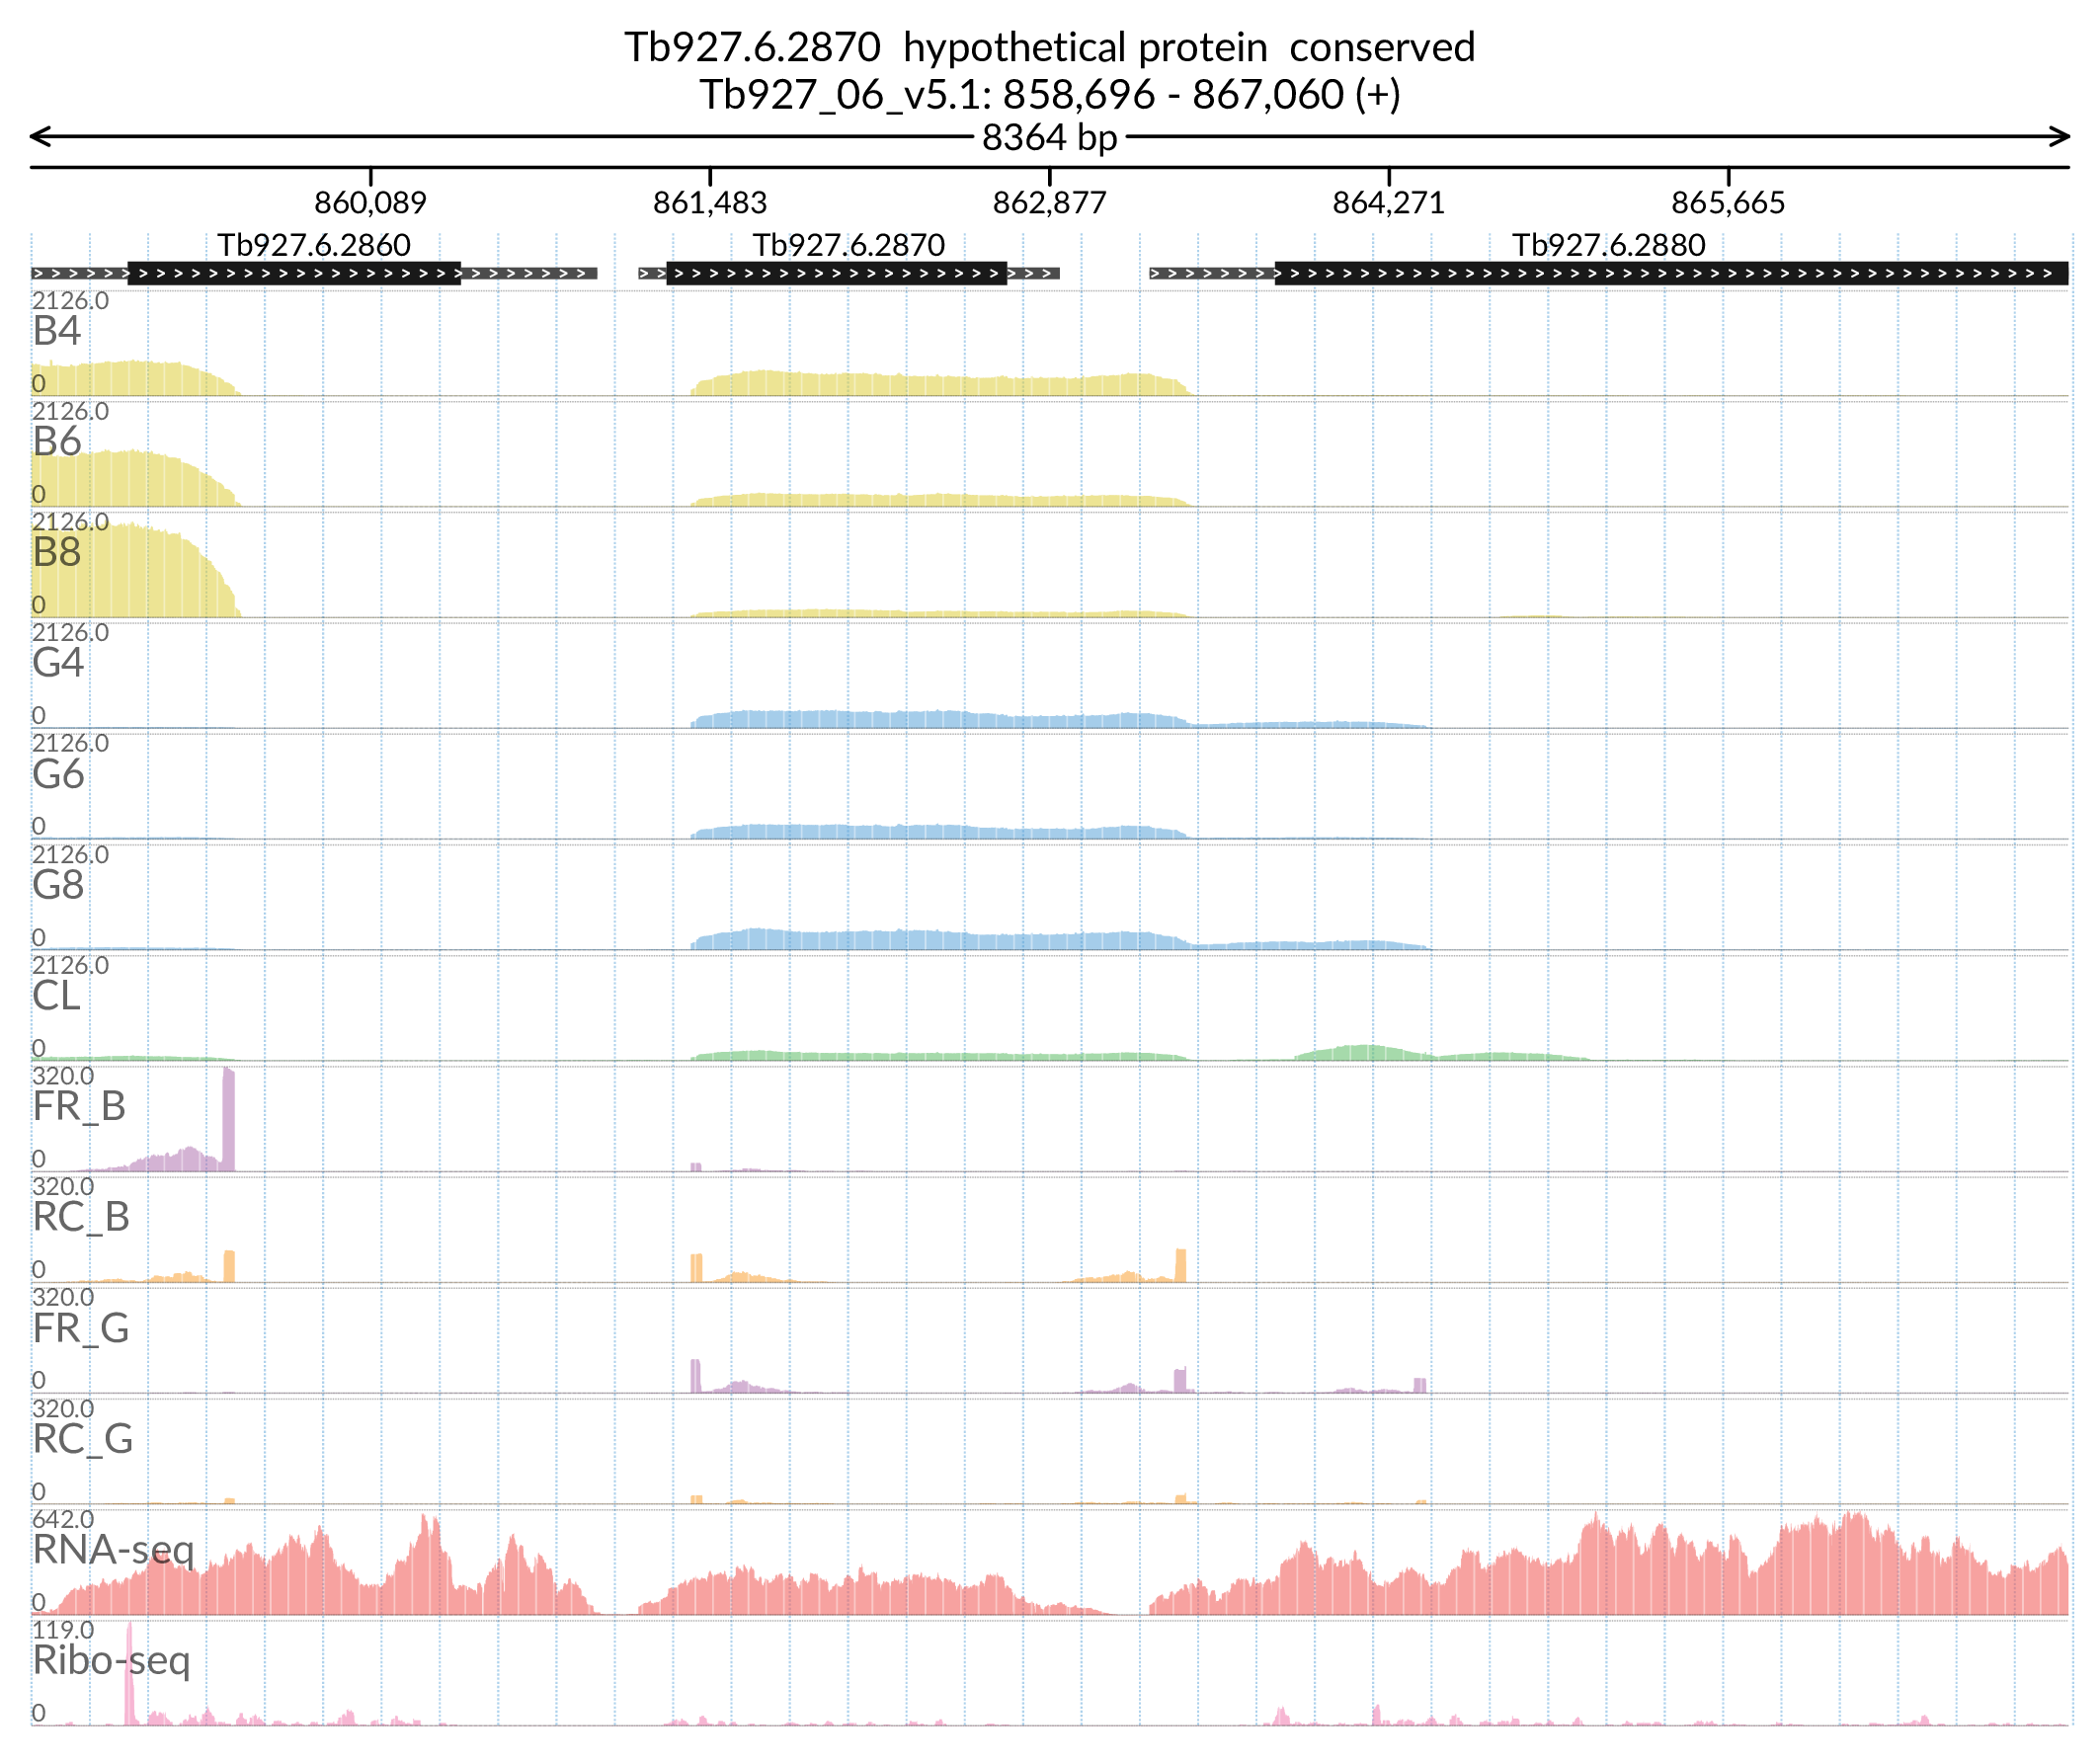 Tb927.6.2870  hypothetical protein  conserved
Tb927_06_v5.1: 858,696 - 867,060 (+)
8364 bp
860,089 861,483 862,877 864,271 865,665
Tb927.6.2860 Tb927.6.2870 Tb927.6.2880
2126.0
B4
0
2126.0
B6
0
2126.0
B8
0
2126.0
G4
0
2126.0
G6
0
2126.0
G8
0
2126.0
CL
0
320.0
FR_B
0
320.0
RC_B
0
320.0
FR_G
0
320.0
RC_G
0
642.0
RNA-seq
0
119.0
Ribo-seq
0